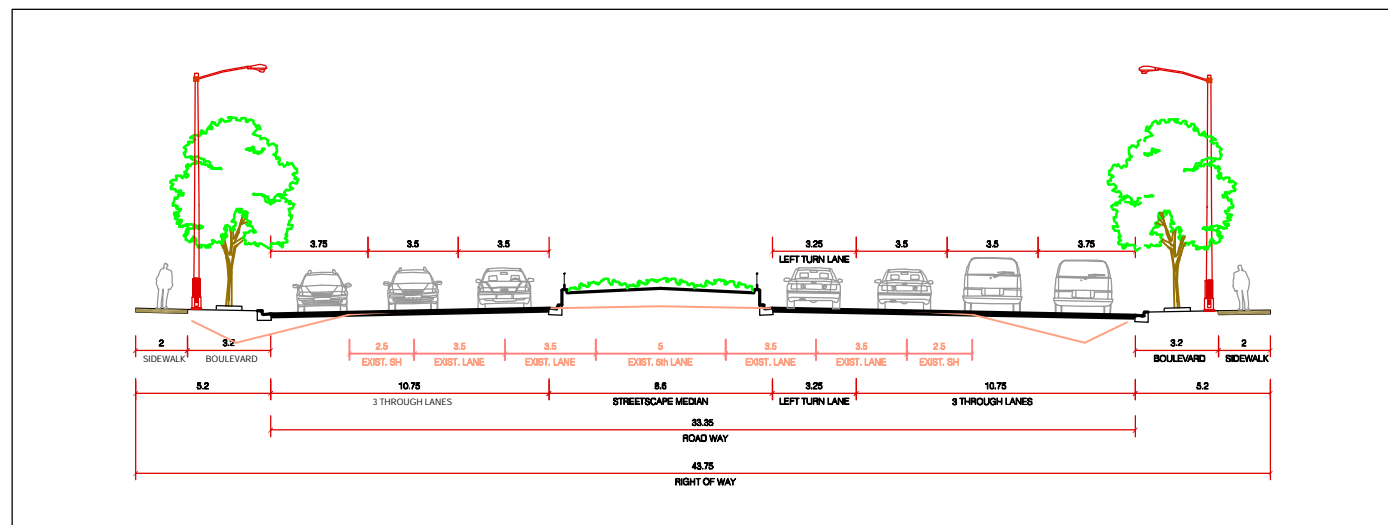 3.75 3.5 3.5 3.25 3.5 3.5 3.75
LEFT TURN LANE
2 3.2 2.5 3.5 3.5 5 3.5 3.5 2.5 3.2 2
SIDEWALK BOULEVARD EXIST. SH EXIST. LANE EXIST. LANE EXIST. 5th LANE EXIST. LANE EXIST. LANE EXIST. SH BOULEVARD SIDEWALK
5.2 10.75 8.6 3.25 10.75 5.2
3 THROUGH LANES STREETSCAPE MEDIAN LEFT TURN LANE 3 THROUGH LANES
33.35
ROAD WAY
43.75
RIGHT OF WAY